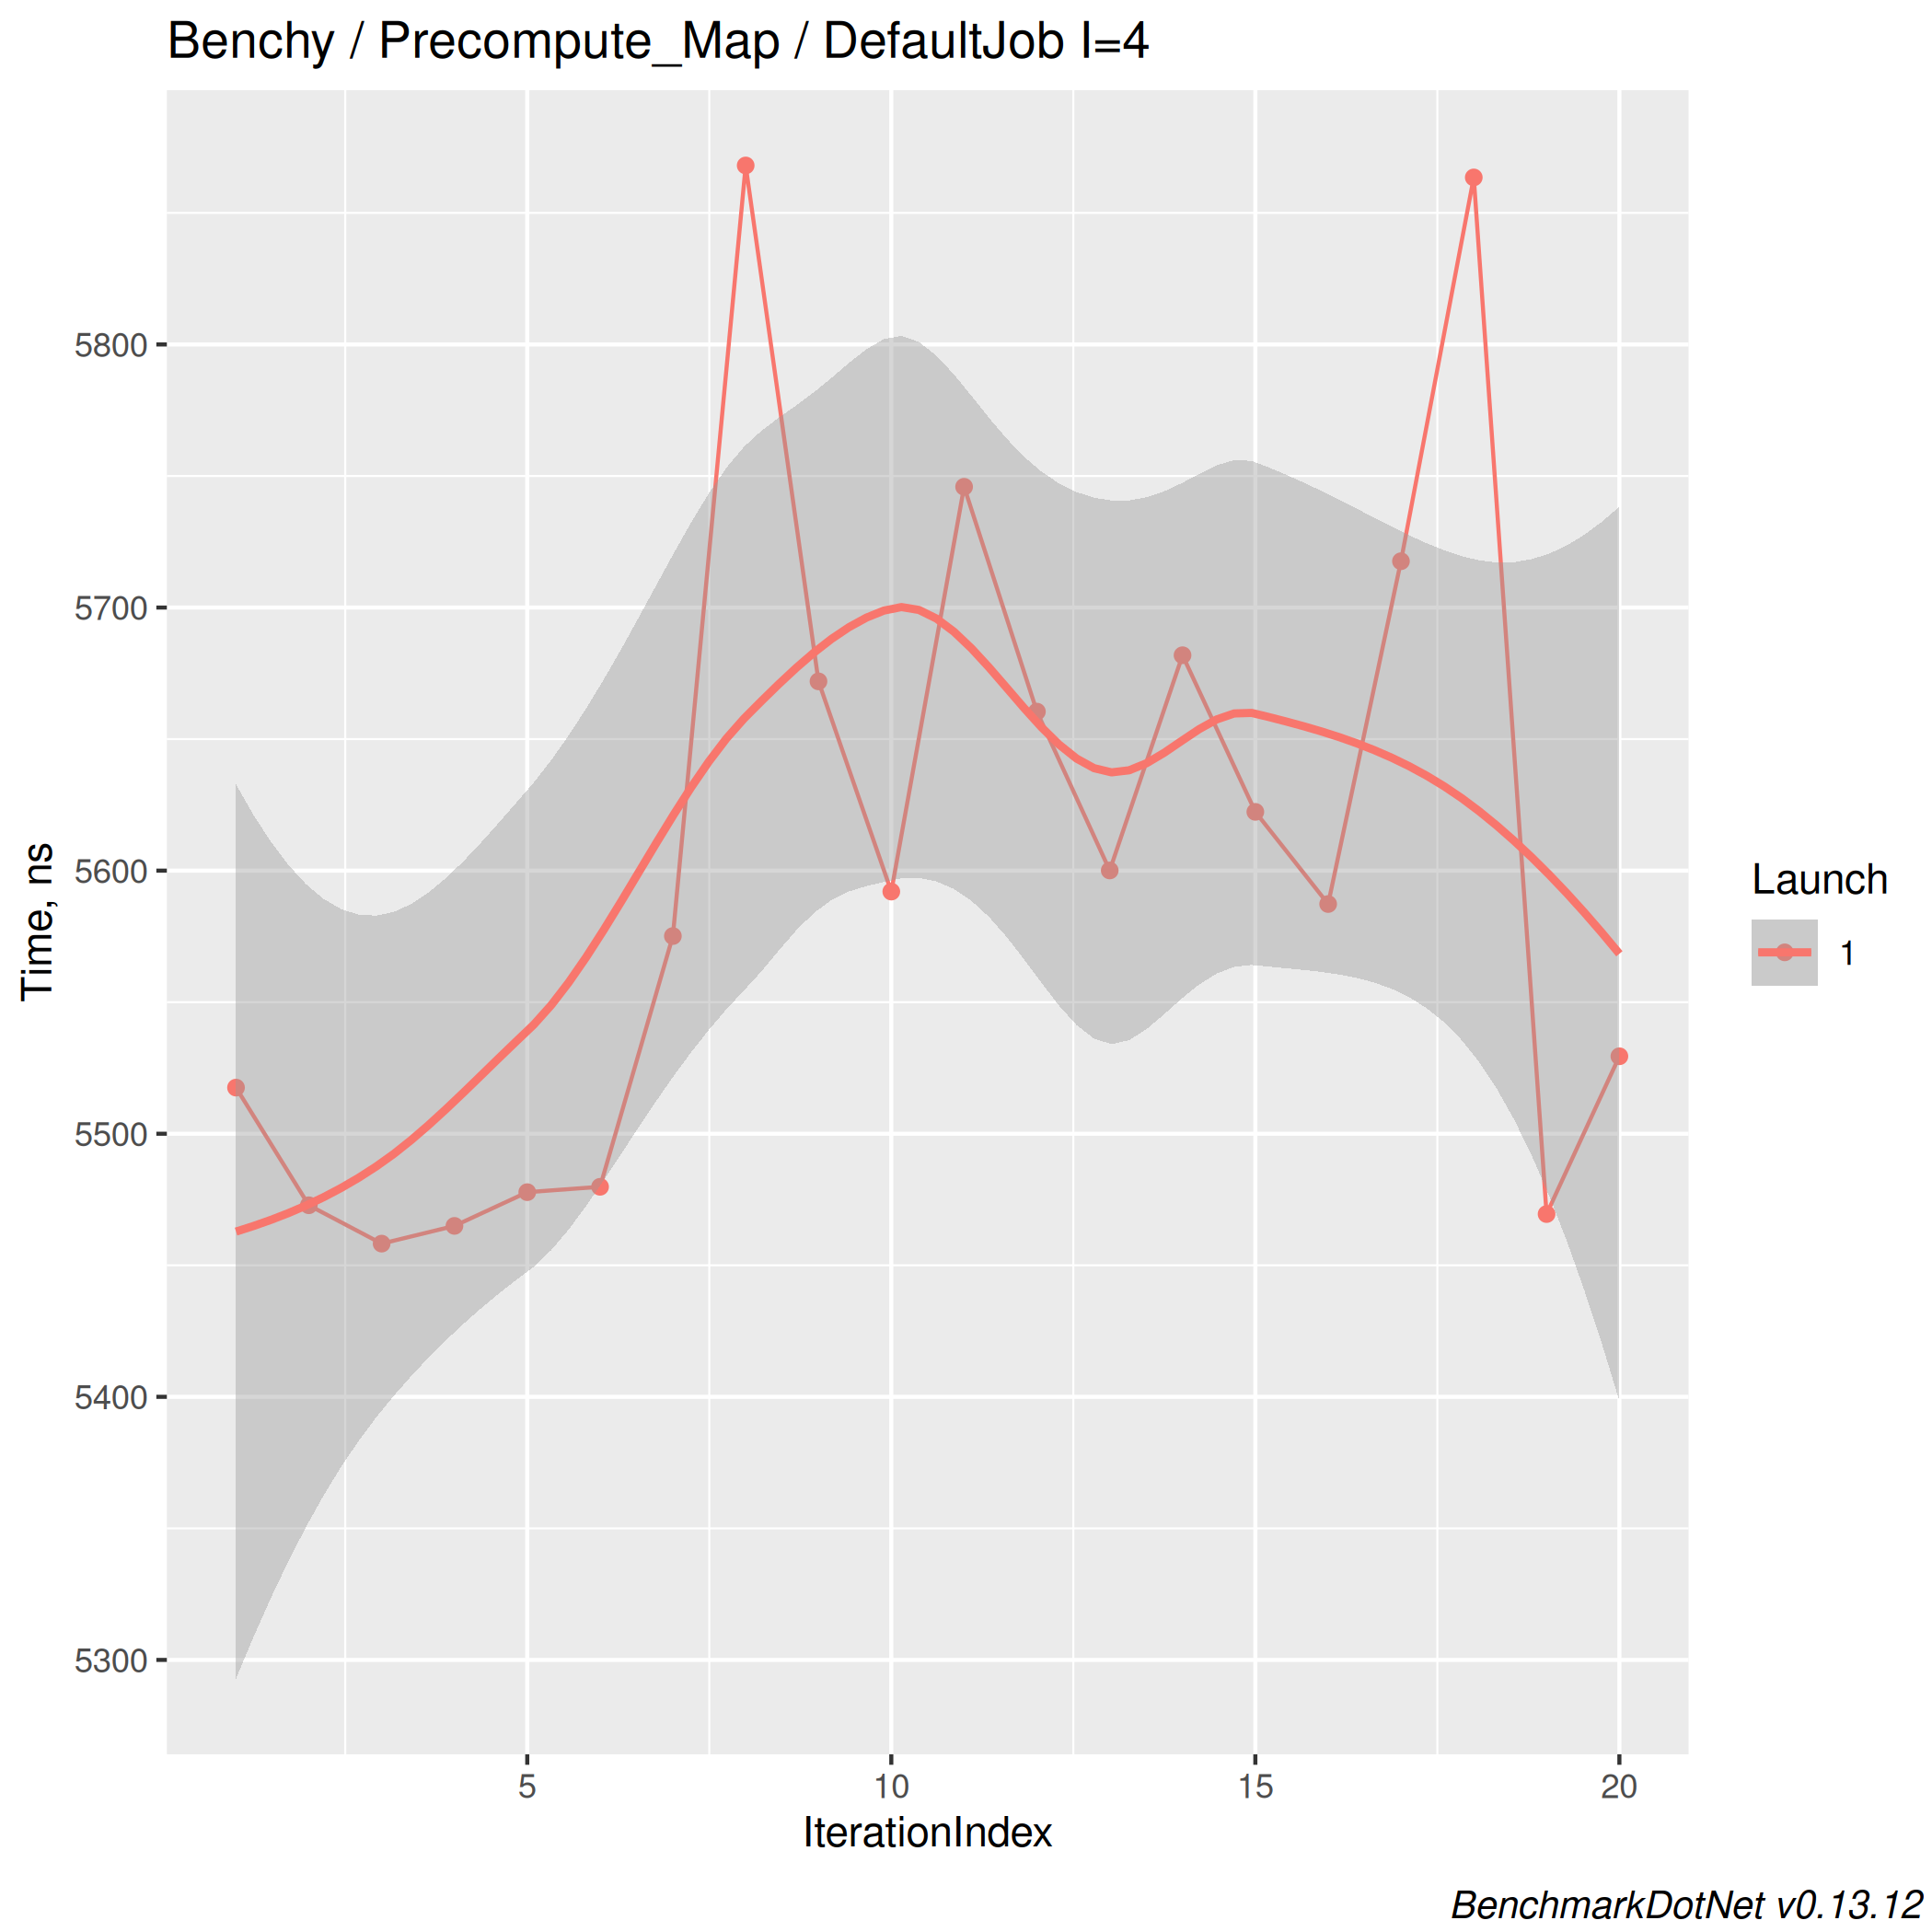 Benchy / Precompute_Map / DefaultJob I=4
Time, ns
5800
5700
5600
5500
5400
5300
5
10
15
20
IterationIndex
Launch
1
BenchmarkDotNet v0.13.12